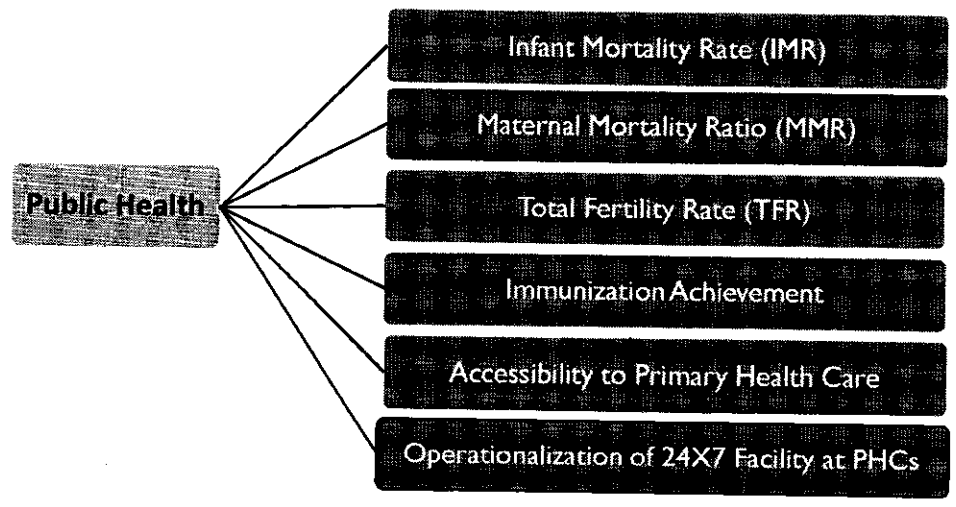 Public Health
Infant Mortality Rate (IMR)
Maternal Mortality Ratio (MMR)
Total Fertility Rate (TFR)
Immunization Achievement
Accessibility to Primary Health Care
Operationalization of 24X7 Facility at PHCs